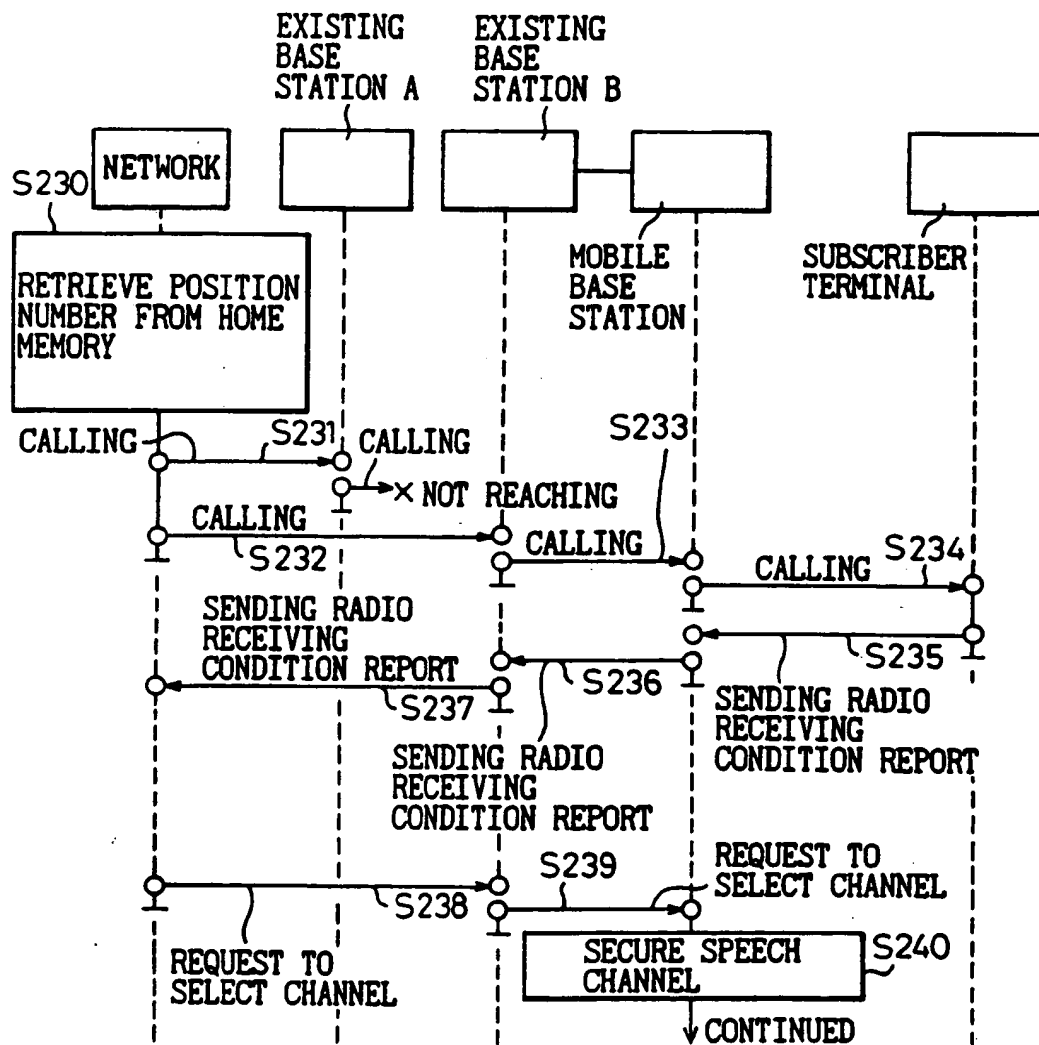 EXISTING
BASE
STATION A
EXISTING
BASE
STATION B
NETWORK
S230
MOBILE
BASE
STATION
SUBSCRIBER
TERMINAL
RETRIEVE POSITION
NUMBER FROM HOME
MEMORY
CALLING
S231
CALLING
S233
NOT REACHING
CALLING
S232
CALLING
S234
CALLING
SENDING RADIO
RECEIVING
CONDITION REPORT
S235
S236
S237
SENDING RADIO
RECEIVING
CONDITION REPORT
SENDING RADIO
RECEIVING
CONDITION REPORT
S239
REQUEST TO
SELECT CHANNEL
S238
REQUEST TO
SELECT CHANNEL
SECURE SPEECH
CHANNEL
S240
CONTINUED